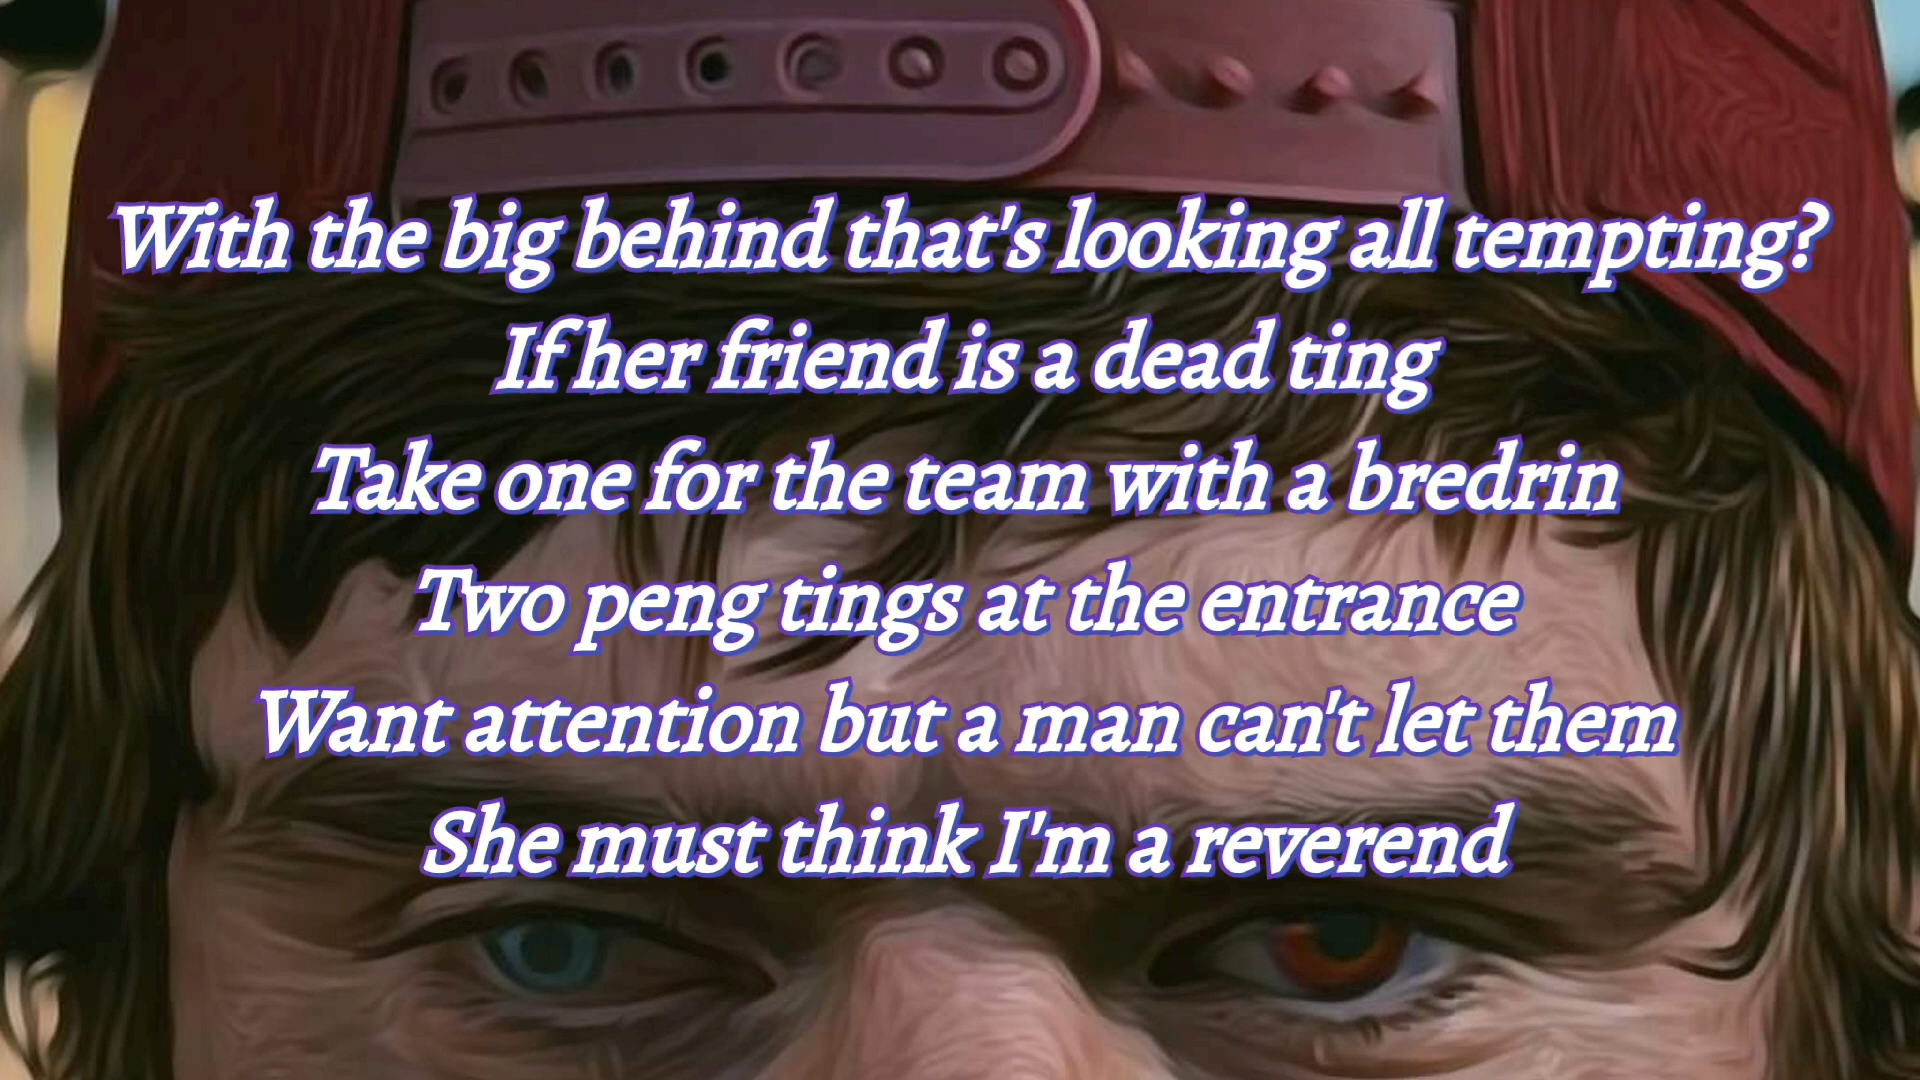 With the big behind that's looking all tempting?
If her friend is a dead ting
Take one for the team with a bredrin
Two peng tings at the entrance
Want attention but a man can't let them
She must think I'm a reverend